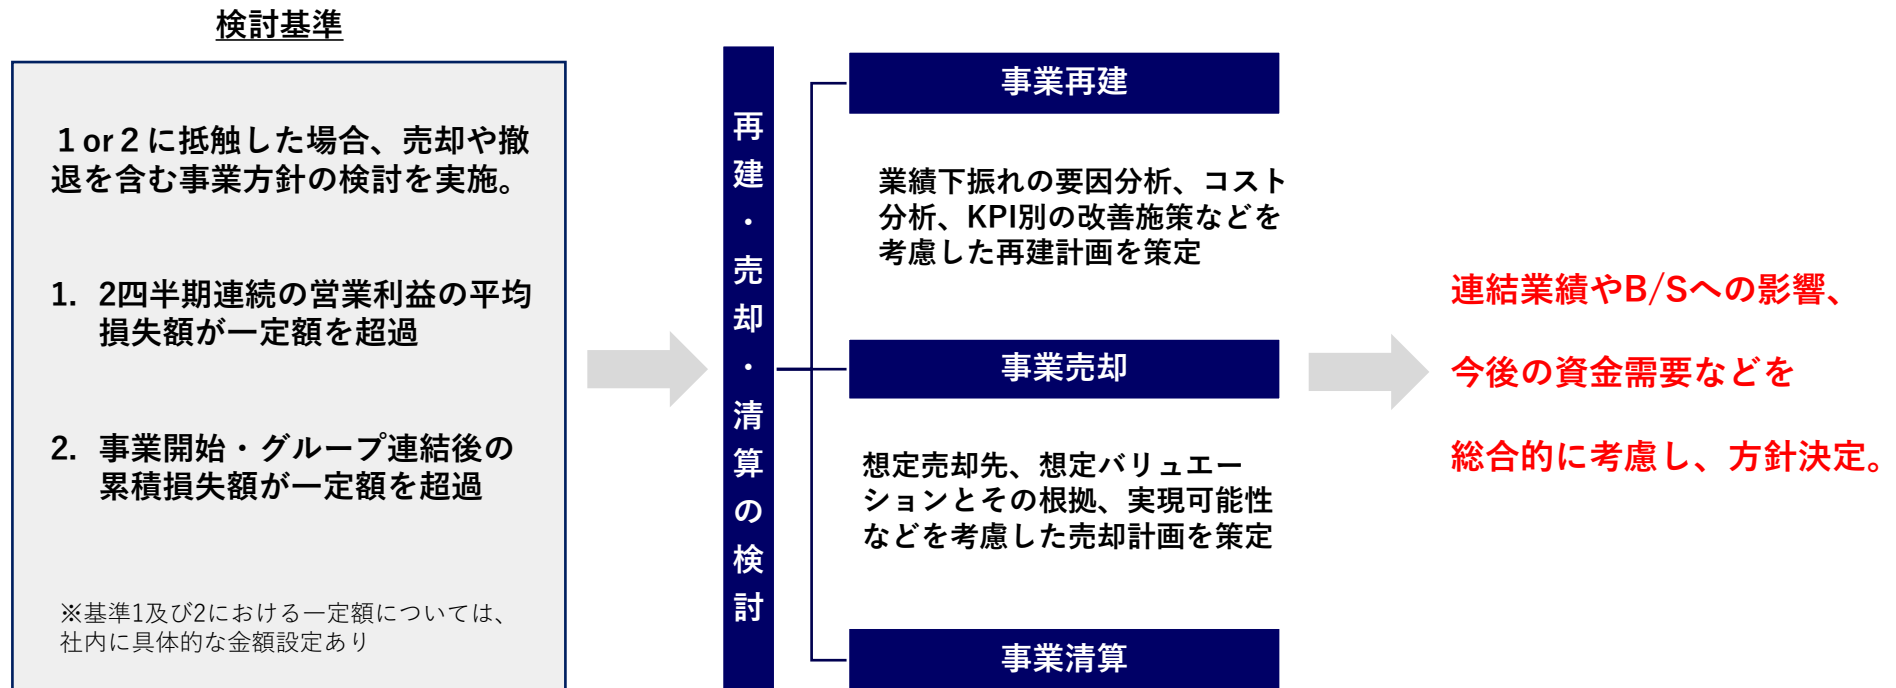 検討基準
１or２に抵触した場合、売却や撤
退を含む事業方針の検討を実施。
1. 2四半期連続の営業利益の平均
損失額が一定額を超過
2. 事業開始・グループ連結後の
累積損失額が一定額を超過
※基準1及び2における一定額については、
社内に具体的な金額設定あり
再建・売却・清算の検討
事業再建
業績下振れの要因分析、コスト
分析、KPI別の改善施策などを
考慮した再建計画を策定
事業売却
想定売却先、想定バリュエー
ションとその根拠、実現可能性
などを考慮した売却計画を策定
事業清算
連結業績やB/Sへの影響、
今後の資金需要などを
総合的に考慮し、方針決定。